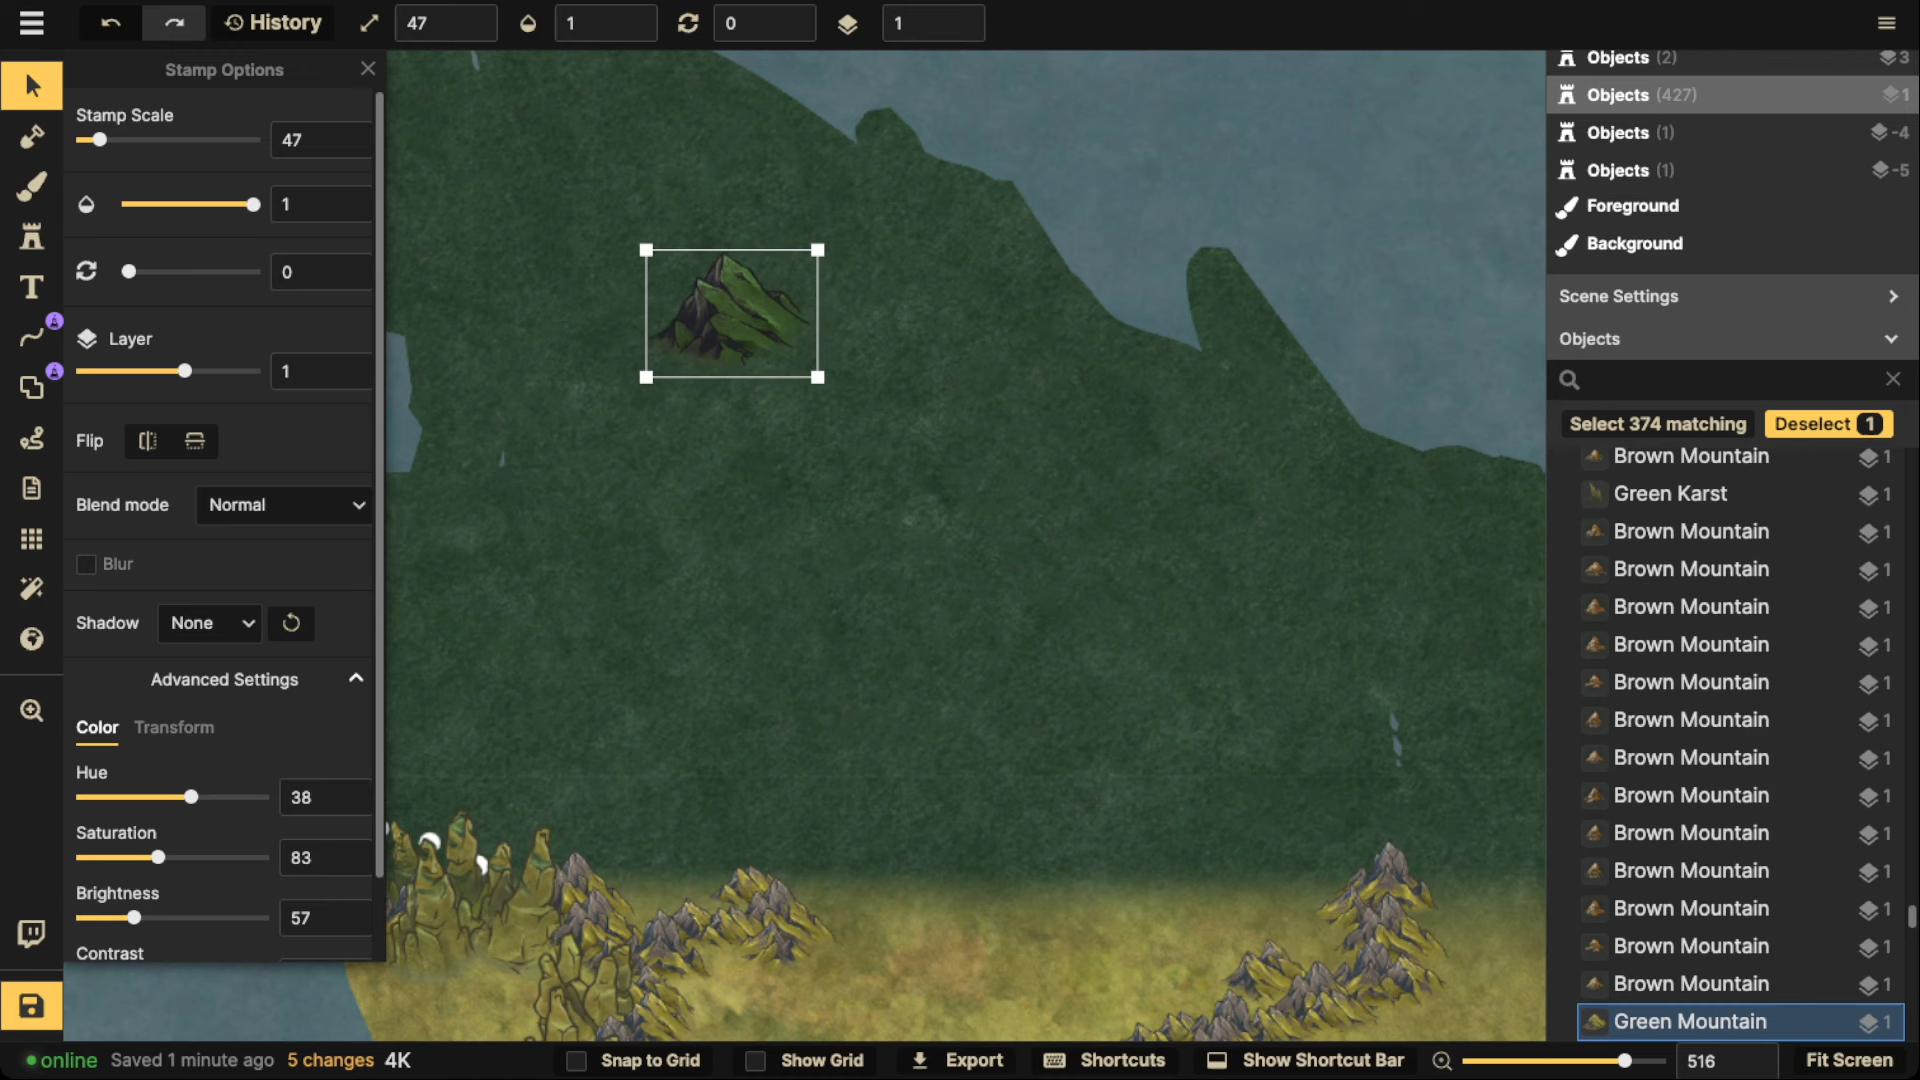 History 47 1 0 1
Stamp Options
Stamp Scale
47
1
0
Layer
1
Flip
Blend mode Normal
Blur
Shadow None
Advanced Settings
Color Transform
Hue
38
Saturation
83
Brightness
57
Contrast
Objects (2) 3
Objects (427) 1
Objects (1) -4
Objects (1) -5
Foreground
Background
Scene Settings
Objects
Select 374 matching Deselect 1
Brown Mountain 1
Green Karst 1
Brown Mountain 1
Brown Mountain 1
Brown Mountain 1
Brown Mountain 1
Brown Mountain 1
Brown Mountain 1
Brown Mountain 1
Brown Mountain 1
Brown Mountain 1
Brown Mountain 1
Brown Mountain 1
Brown Mountain 1
Brown Mountain 1
Green Mountain 1
online Saved 1 minute ago 5 changes 4K Snap to Grid Show Grid Export Shortcuts Show Shortcut Bar 516 Fit Screen